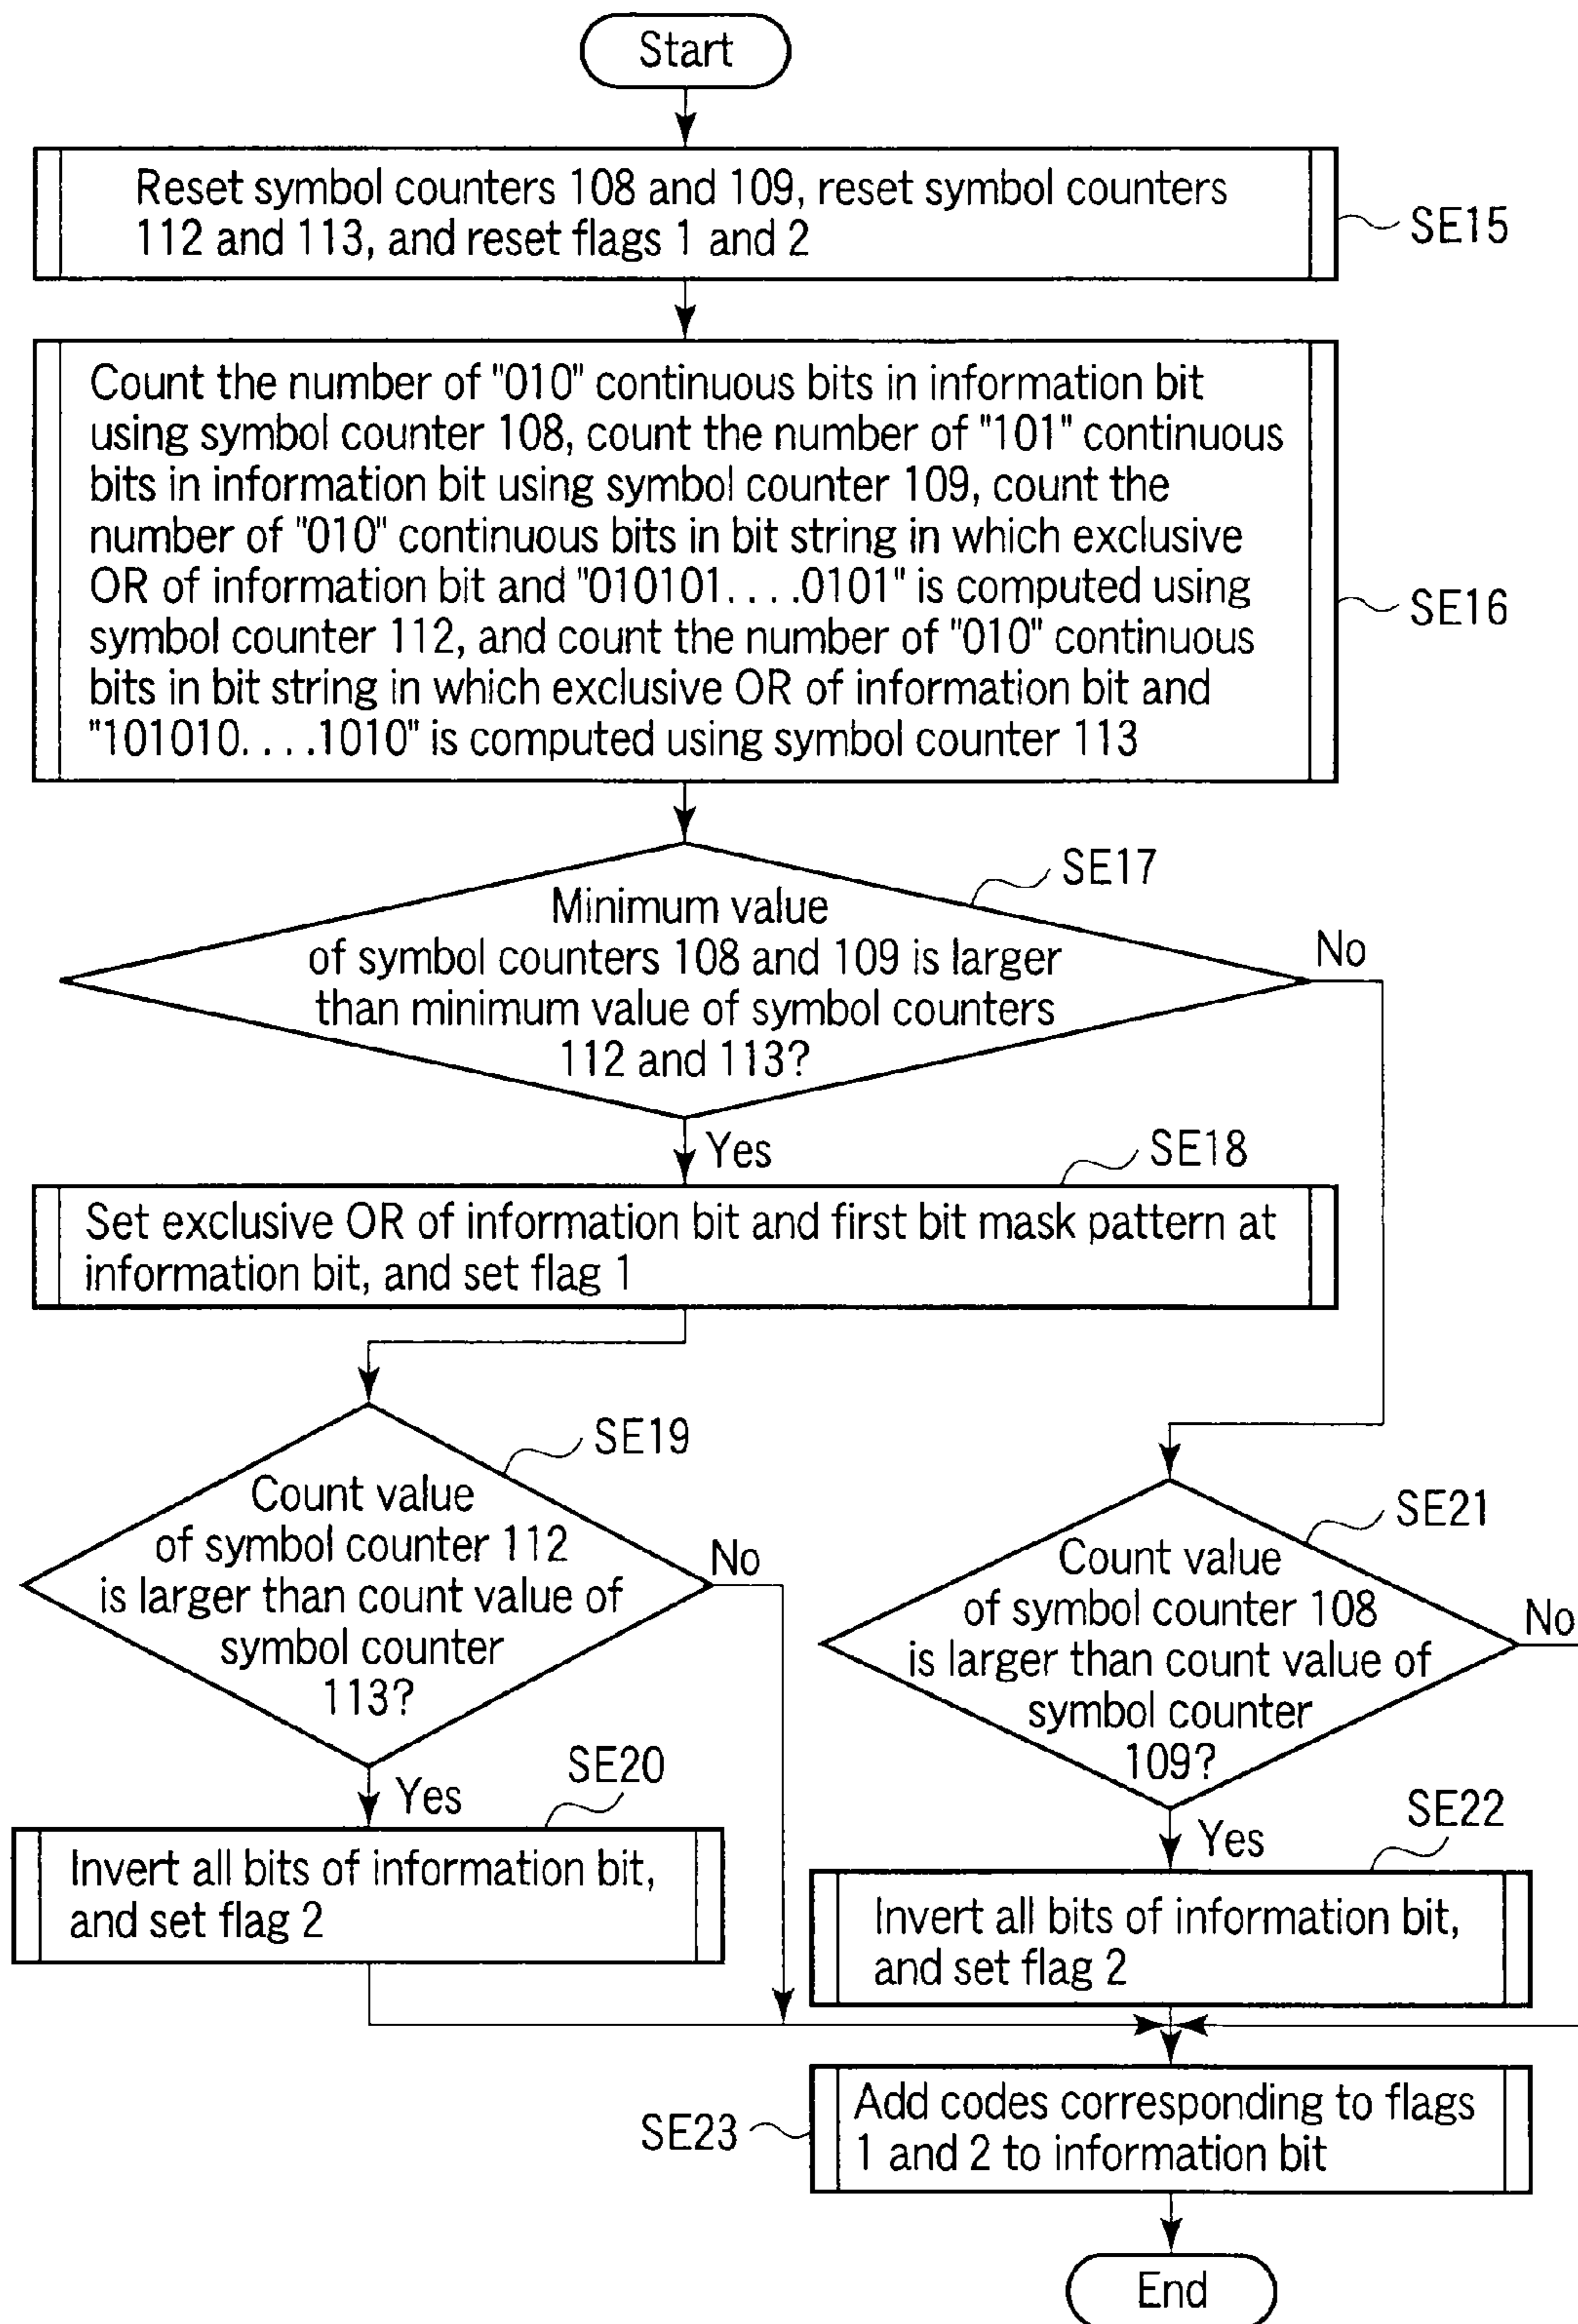 Start
Reset symbol counters 108 and 109, reset symbol counters
112 and 113, and reset flags 1 and 2
SE15
Count the number of "010" continuous bits in information bit
using symbol counter 108, count the number of "101" continuous
bits in information bit using symbol counter 109, count the
number of "010" continuous bits in bit string in which exclusive
OR of information bit and "010101. . . .0101" is computed using
symbol counter 112, and count the number of "010" continuous
bits in bit string in which exclusive OR of information bit and
"101010. . . .1010" is computed using symbol counter 113
SE16
SE17
Minimum value
of symbol counters 108 and 109 is larger
than minimum value of symbol counters
112 and 113?
No
Yes
SE18
Set exclusive OR of information bit and first bit mask pattern at
information bit, and set flag 1
SE19
Count value
of symbol counter 112
is larger than count value of
symbol counter
113?
No
Yes
SE20
Invert all bits of information bit,
and set flag 2
SE21
Count value
of symbol counter 108
is larger than count value of
symbol counter
109?
No
Yes
SE22
Invert all bits of information bit,
and set flag 2
SE23
Add codes corresponding to flags
1 and 2 to information bit
End